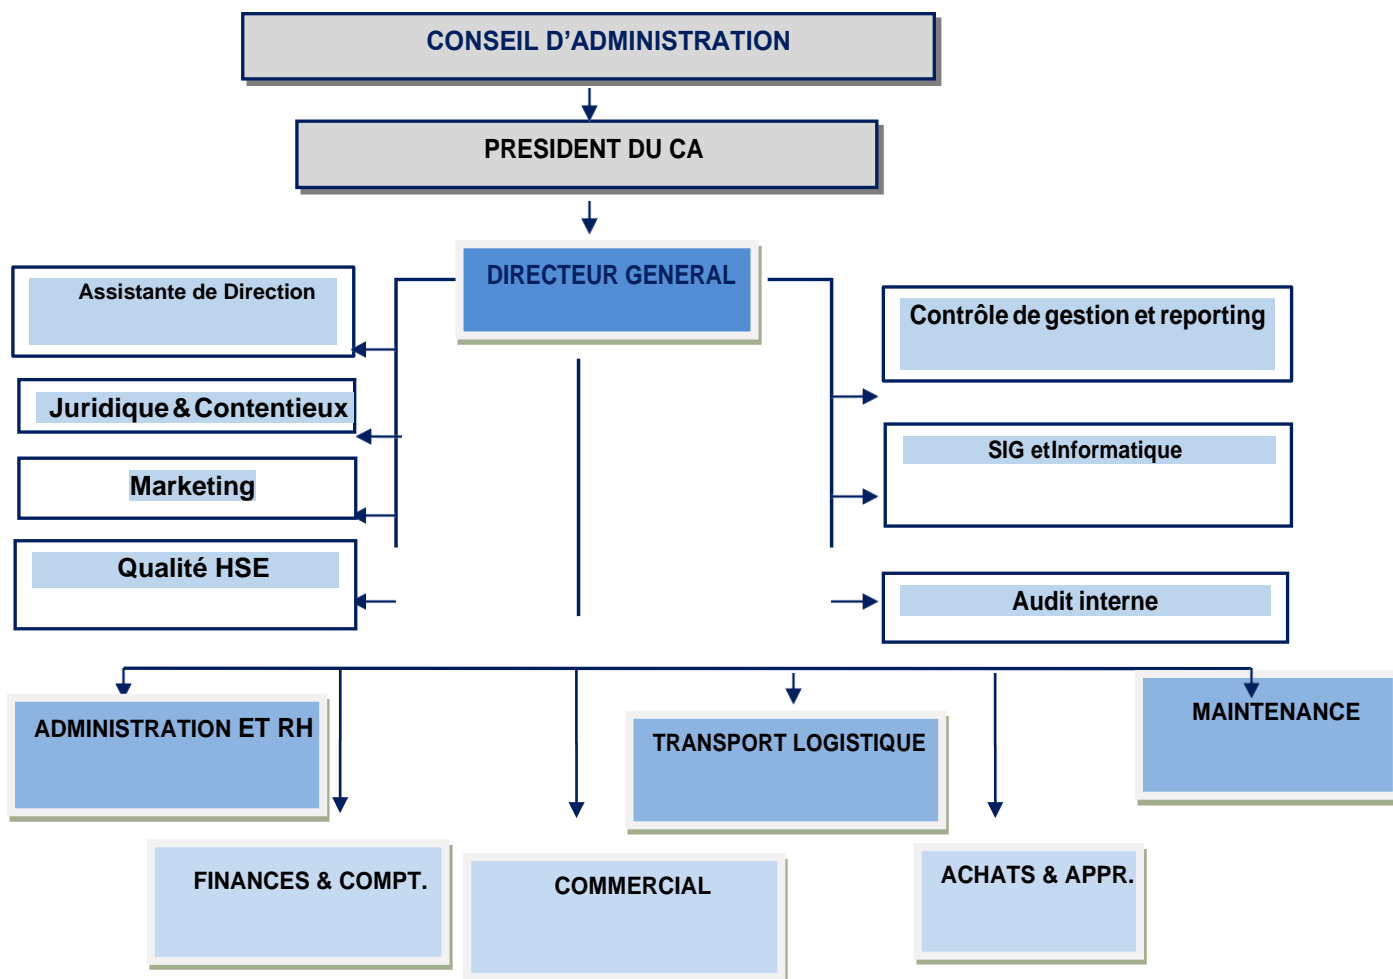 CONSEIL D'ADMINISTRATION
PRESIDENT DU CA
DIRECTEUR GENERAL
Assistante de Direction
Juridique & Contentieux
Marketing
Qualité HSE
Contrôle de gestion et reporting
SIG etInformatique
Audit interne
ADMINISTRATION ET RH
TRANSPORT LOGISTIQUE
MAINTENANCE
FINANCES & COMPT.
COMMERCIAL
ACHATS & APPR.